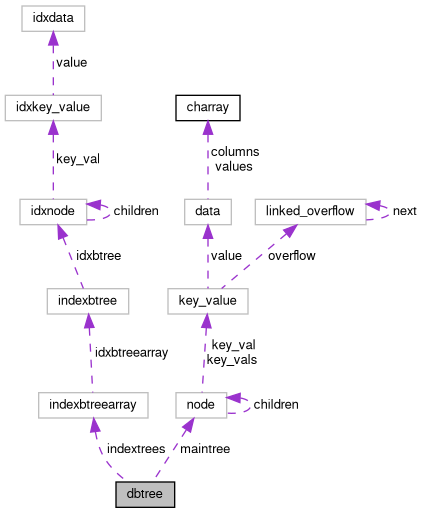 idxdata
value
idxkey_value
charray
key_val
columns
values
idxnode
children
data
linked_overflow
next
idxbtree
value
overflow
indexbtree
key_value
idxbtreearray
key_val
key_vals
indexbtreearray
node
children
indextrees
maintree
dbtree